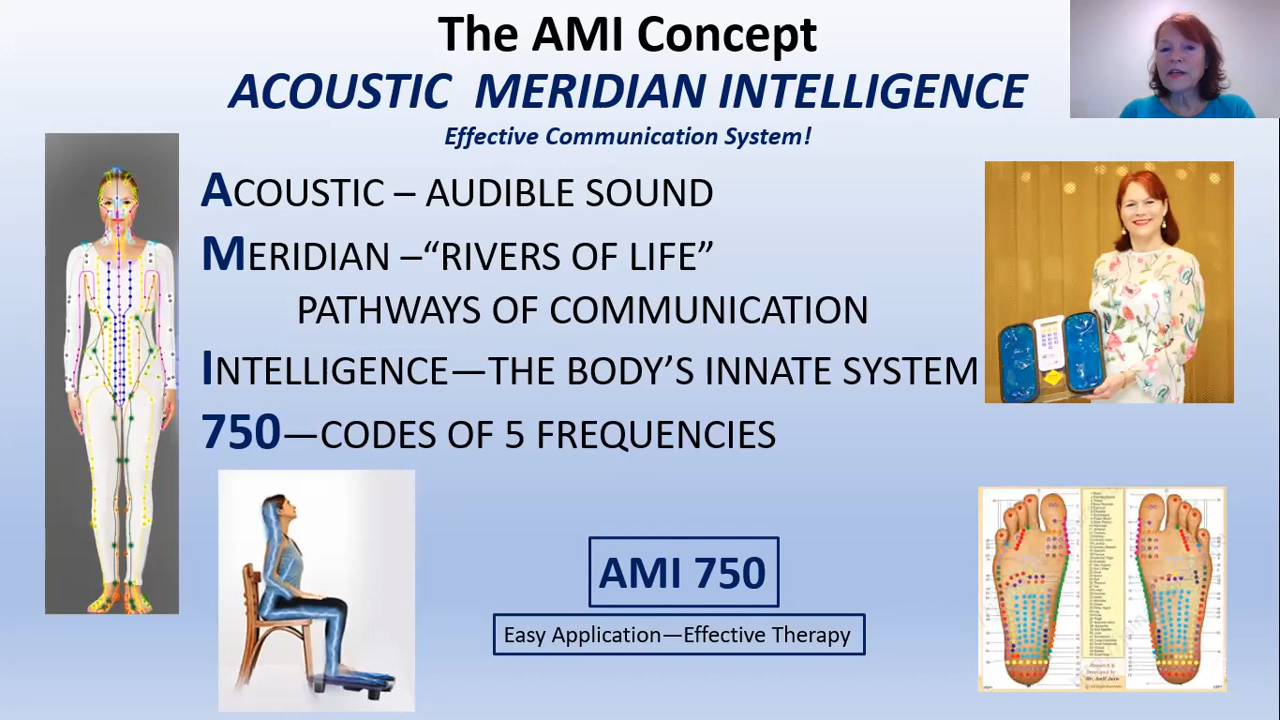 The AMI Concept
ACOUSTIC MERIDIAN INTELLIGENCE
Effective Communication System!
ACOUSTIC – AUDIBLE SOUND
MERIDIAN –“RIVERS OF LIFE”
PATHWAYS OF COMMUNICATION
INTELLIGENCE—THE BODY’S INNATE SYSTEM
750—CODES OF 5 FREQUENCIES
AMI 750
Easy Application—Effective Therapy